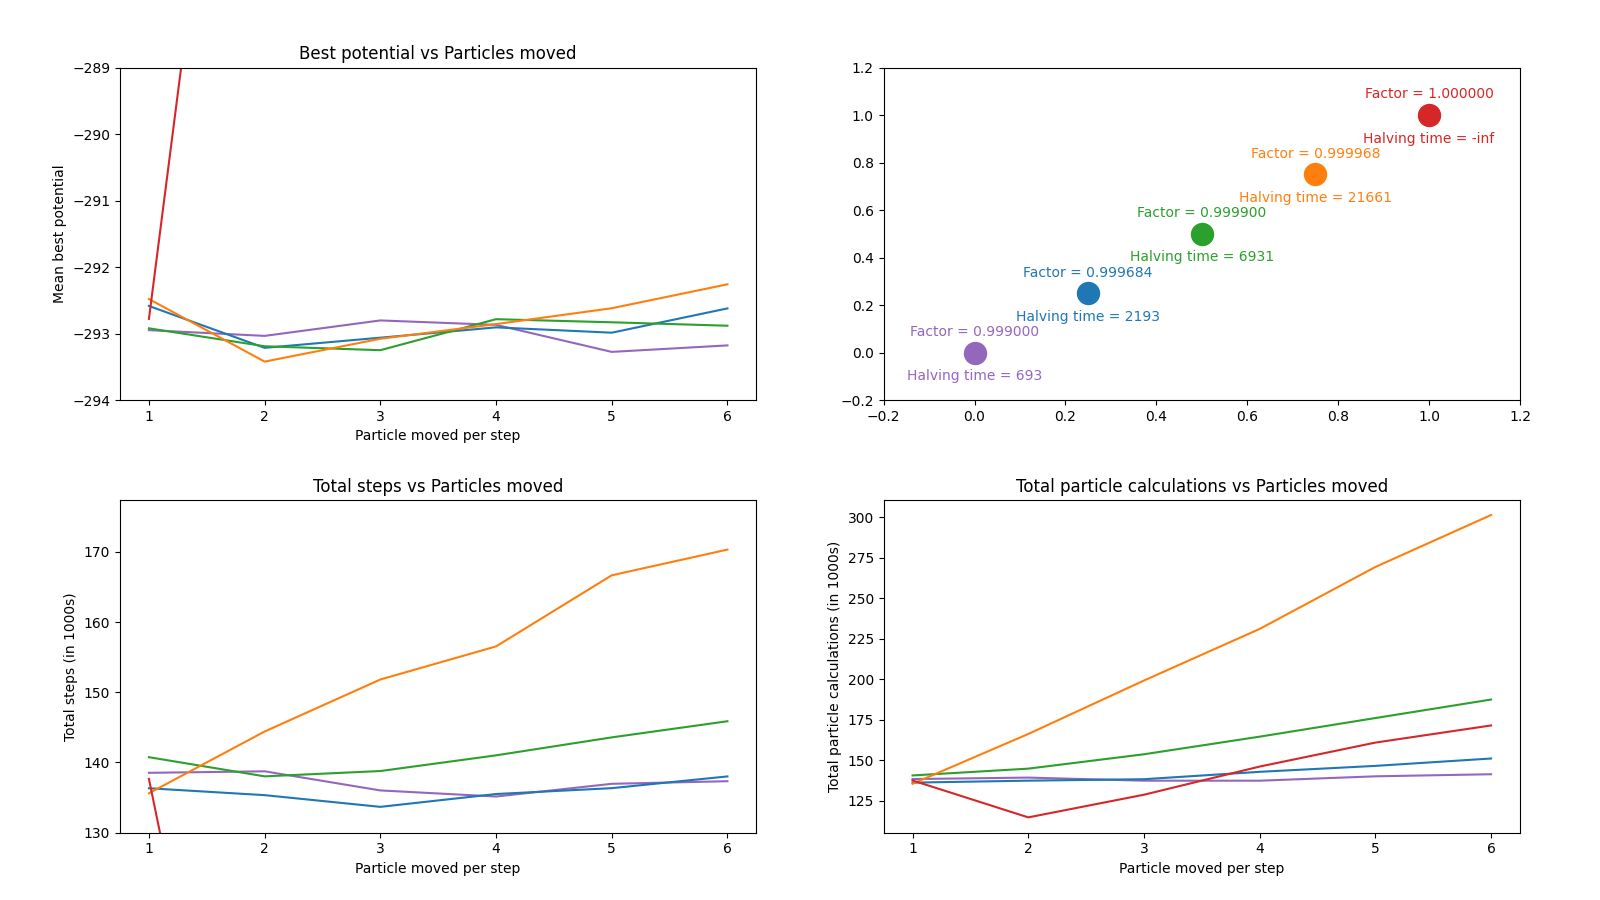 Best potential vs Particles moved
−289
−290
−291
−292
−293
−294
Mean best potential
1 2 3 4 5 6
Particle moved per step
1.2
1.0
0.8
0.6
0.4
0.2
0.0
−0.2
Factor = 1.000000
Halving time = -inf
Factor = 0.999968
Halving time = 21661
Factor = 0.999900
Halving time = 6931
Factor = 0.999684
Halving time = 2193
Factor = 0.999000
Halving time = 693
−0.2 0.0 0.2 0.4 0.6 0.8 1.0 1.2
Total steps vs Particles moved
170
160
150
140
130
Total steps (in 1000s)
1 2 3 4 5 6
Particle moved per step
Total particle calculations vs Particles moved
300
275
250
225
200
175
150
125
Total particle calculations (in 1000s)
1 2 3 4 5 6
Particle moved per step